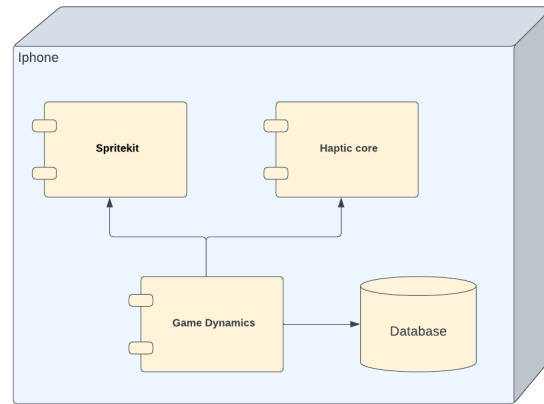 Iphone
Spritekit
Haptic core
Game Dynamics
Database